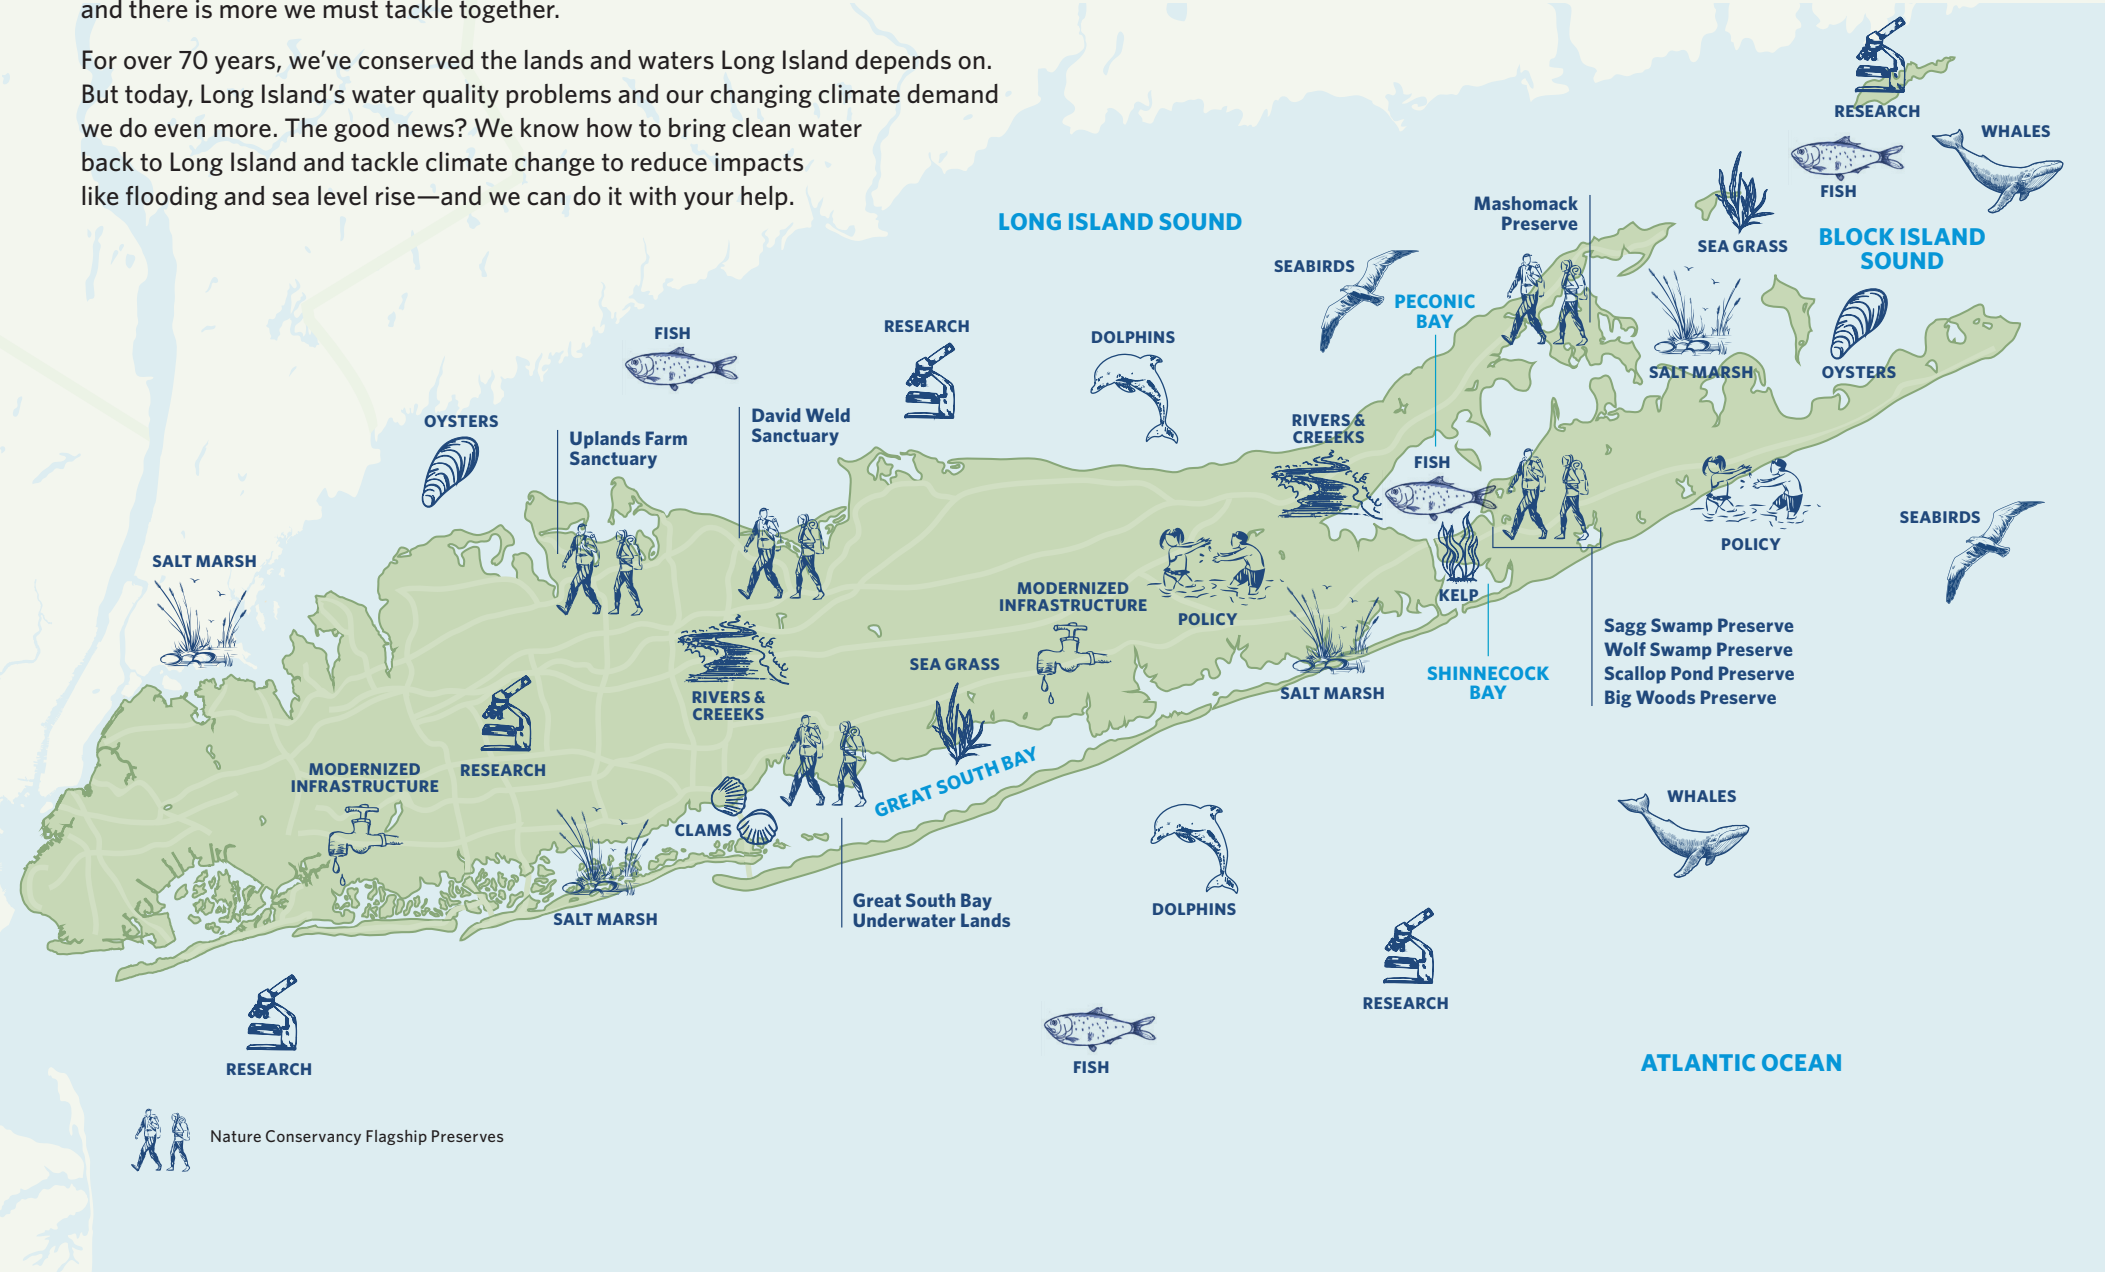 and there is more we must tackle together.
For over 70 years, we've conserved the lands and waters Long Island depends on.
But today, Long Island's water quality problems and our changing climate demand
we do even more. The good news? We know how to bring clean water
back to Long Island and tackle climate change to reduce impacts
like flooding and sea level rise—and we can do it with your help.
RESEARCH
WHALES
FISH
Mashomack
Preserve
LONG ISLAND SOUND
SEA GRASS
BLOCK ISLAND
SOUND
SEABIRDS
PECONIC
BAY
FISH
RESEARCH
DOLPHINS
SALT MARSH
OYSTERS
OYSTERS
Uplands Farm
Sanctuary
David Weld
Sanctuary
RIVERS &
CREEEKS
FISH
SEABIRDS
POLICY
SALT MARSH
MODERNIZED
INFRASTRUCTURE
POLICY
KELP
Sagg Swamp Preserve
Wolf Swamp Preserve
Scallop Pond Preserve
Big Woods Preserve
SEA GRASS
SHINNECOCK
BAY
SALT MARSH
RIVERS &
CREEEKS
RESEARCH
MODERNIZED
INFRASTRUCTURE
GREAT SOUTH BAY
WHALES
CLAMS
SALT MARSH
Great South Bay
Underwater Lands
DOLPHINS
RESEARCH
RESEARCH
FISH
ATLANTIC OCEAN
Nature Conservancy Flagship Preserves